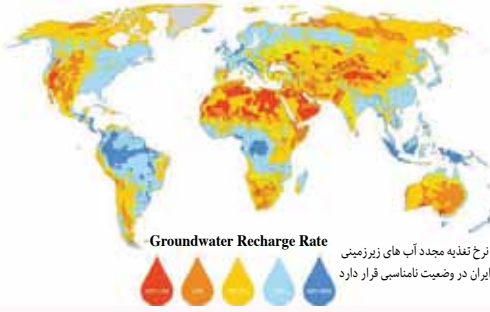 Groundwater Recharge Rate
نرخ تغذیه مجدد آب های زیرزمینی
ایران در وضعیت نامناسبی قرار دارد